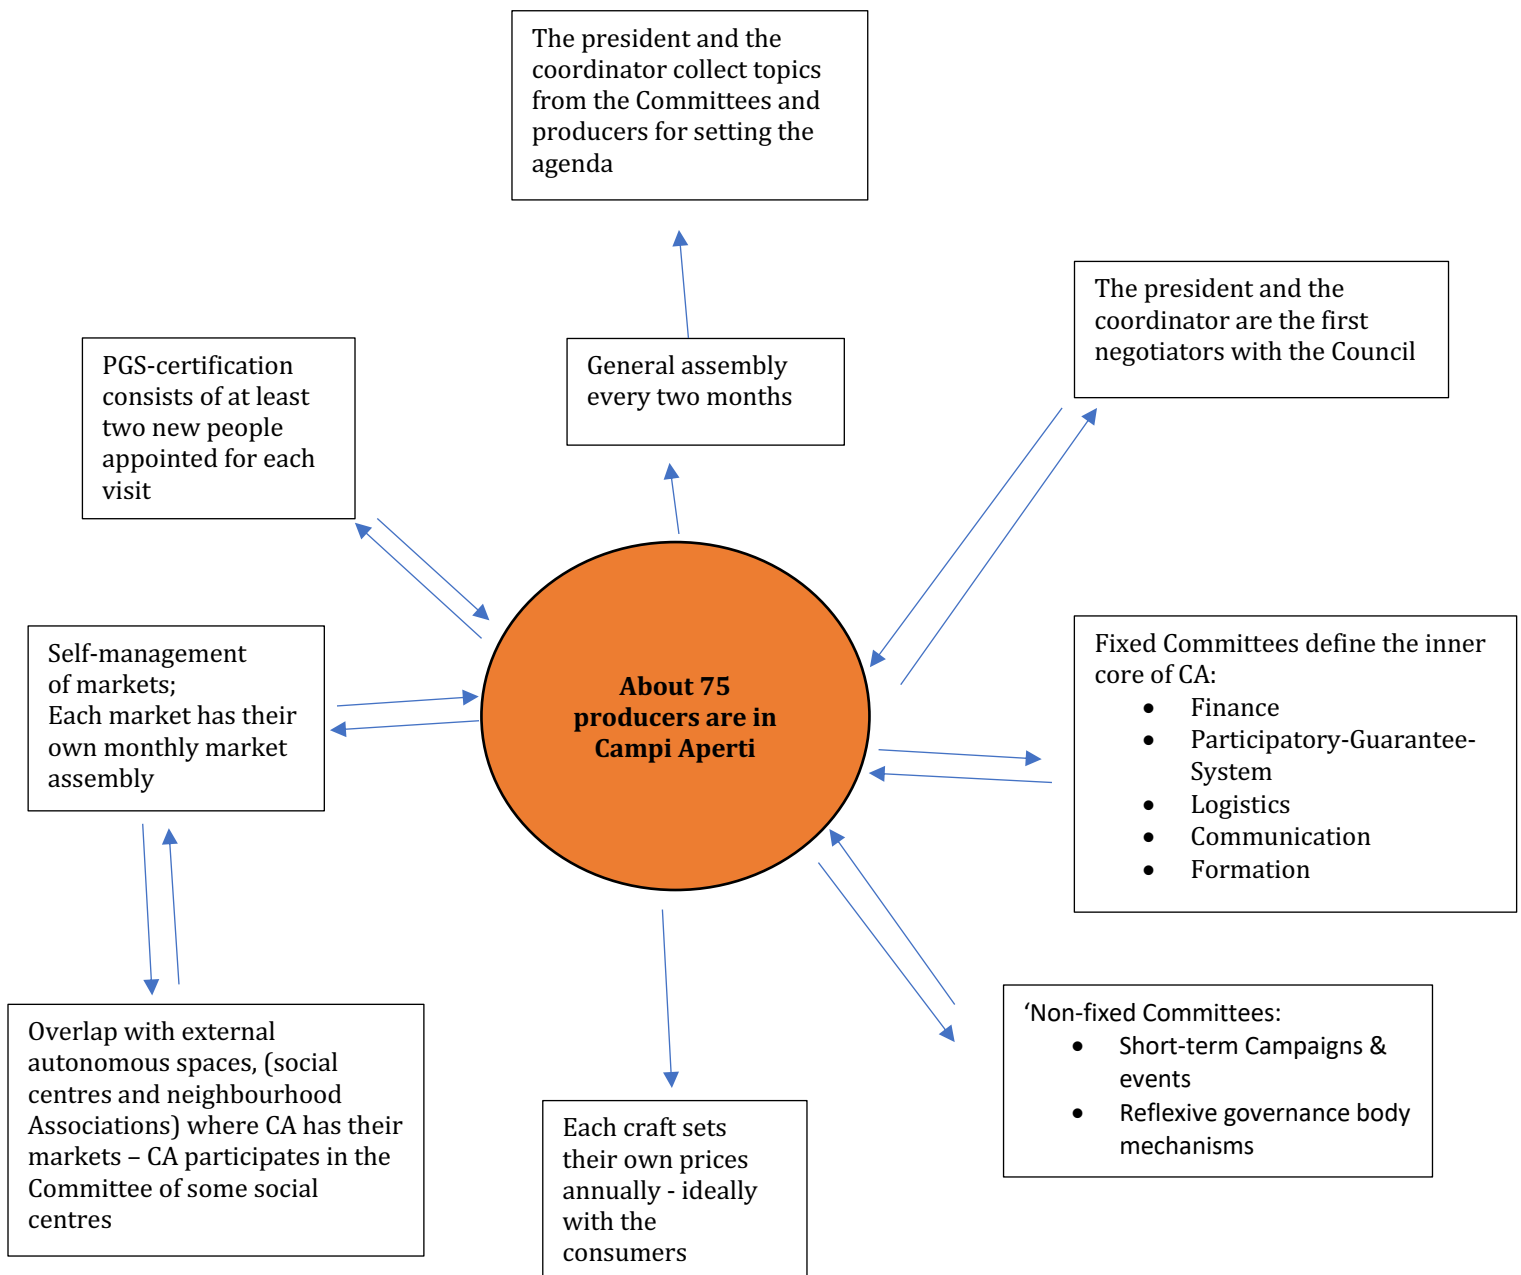 The president and the
coordinator collect topics
from the Committees and
producers for setting the
agenda
The president and the
coordinator are the first
negotiators with the Council
PGS-certification
consists of at least
two new people
appointed for each
visit
General assembly
every two months
Self-management
of markets;
Each market has their
own monthly market
assembly
About 75
producers are in
Campi Aperti
Fixed Committees define the inner
core of CA:
• Finance
• Participatory-Guarantee-
System
• Logistics
• Communication
• Formation
Overlap with external
autonomous spaces, (social
centres and neighbourhood
Associations) where CA has their
markets – CA participates in the
Committee of some social
centres
Each craft sets
their own prices
annually - ideally
with the
consumers
‘Non-fixed Committees:
• Short-term Campaigns &
events
• Reflexive governance body
mechanisms